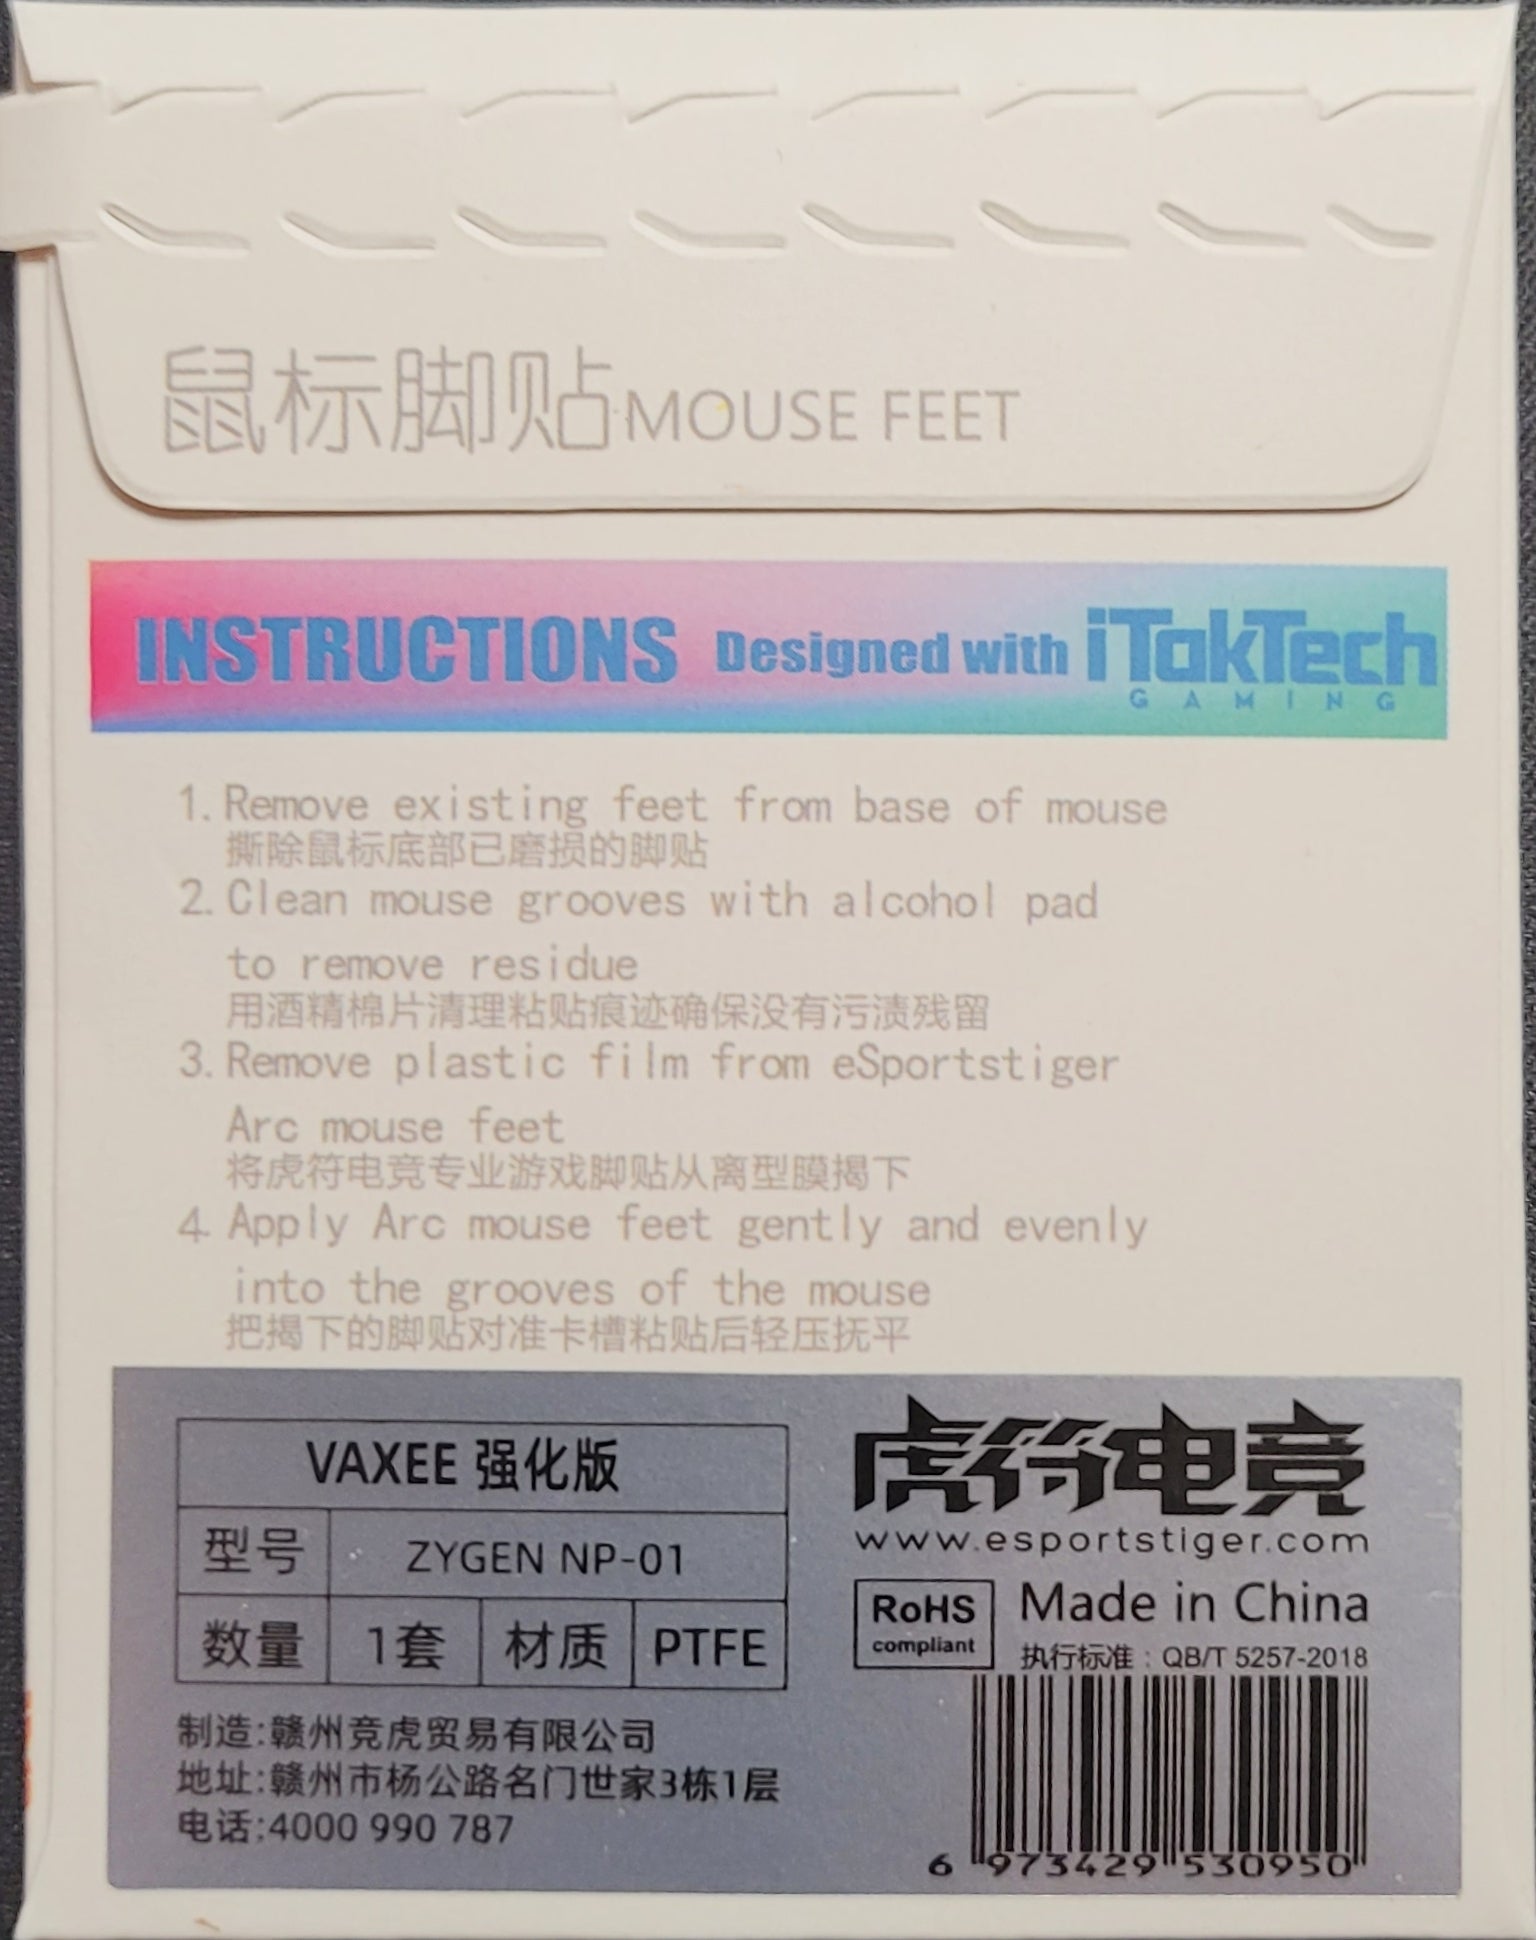 鼠标脚贴MOUSE FEET
INSTRUCTIONS Designed with iTakTech
GAMING
1. Remove existing feet from base of mouse
撕除鼠标底部已磨损的脚贴
2. Clean mouse grooves with alcohol pad
to remove residue
用酒精棉片清理粘贴痕迹确保没有污渍残留
3. Remove plastic film from eSportstiger
Arc mouse feet
将虎符电竞专业游戏脚贴从离型膜揭下
4. Apply Arc mouse feet gently and evenly
into the grooves of the mouse
把揭下的脚贴对准卡槽粘贴后轻压抚平
VAXEE 强化版
型号 ZYGEN NP-01
数量 1套 材质 PTFE
制造:赣州竞虎贸易有限公司
地址:赣州市杨公路名门世家3栋1层
电话:4000 990 787
虎符电竞
www.esportstiger.com
RoHS
compliant
Made in China
执行标准：QB/T 5257-2018
6 973429 530950